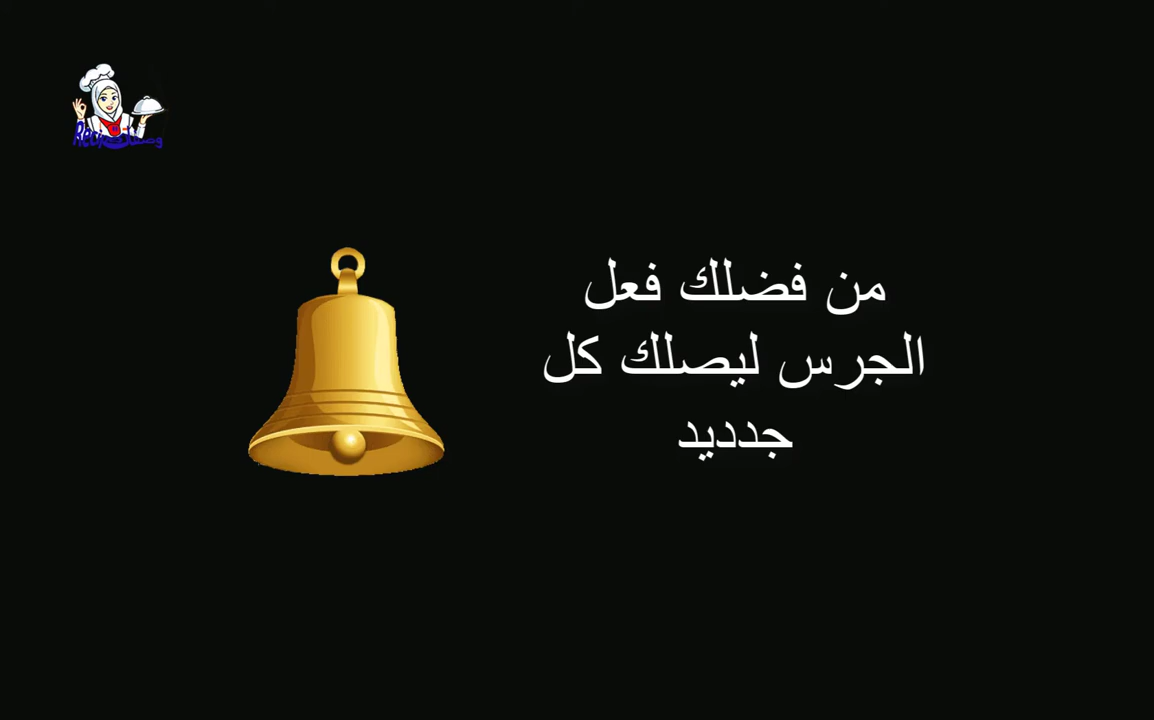 من فضلك فعل
الجرس ليصلك كل
جدديد